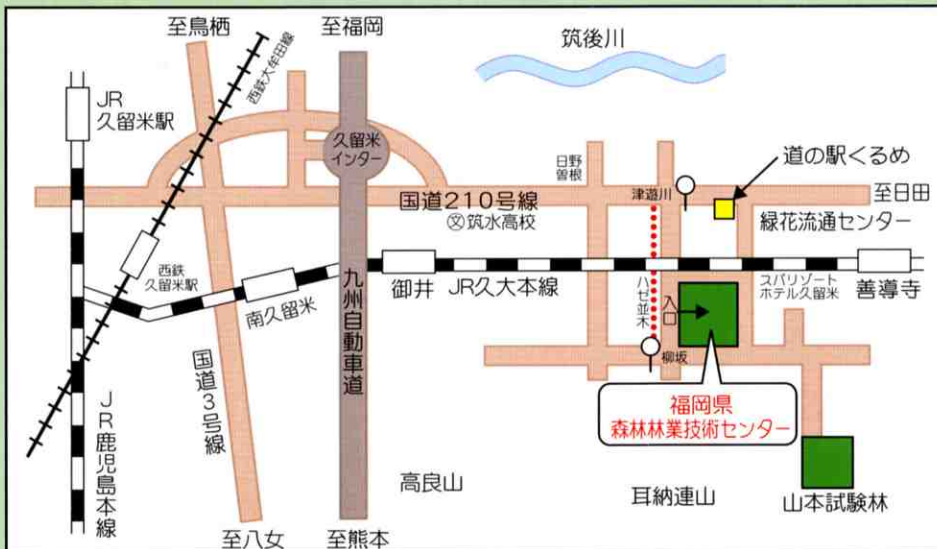 至鳥栖
至福岡
筑後川
西鉄大牟田線
JR
久留米駅
久留米
インター
日野
曽根
道の駅くるめ
津遊川
至日田
国道210号線
緑花流通センター
文筑水高校
西鉄
久留米駅
南久留米
九州自動車道
御井
JR久大本線
ハゼ並木
入口
スパリゾート
ホテル久留米
善導寺
柳坂
国道3号線
JR鹿児島本線
福岡県
森林林業技術センター
高良山
耳納連山
山本試験林
至八女
至熊本